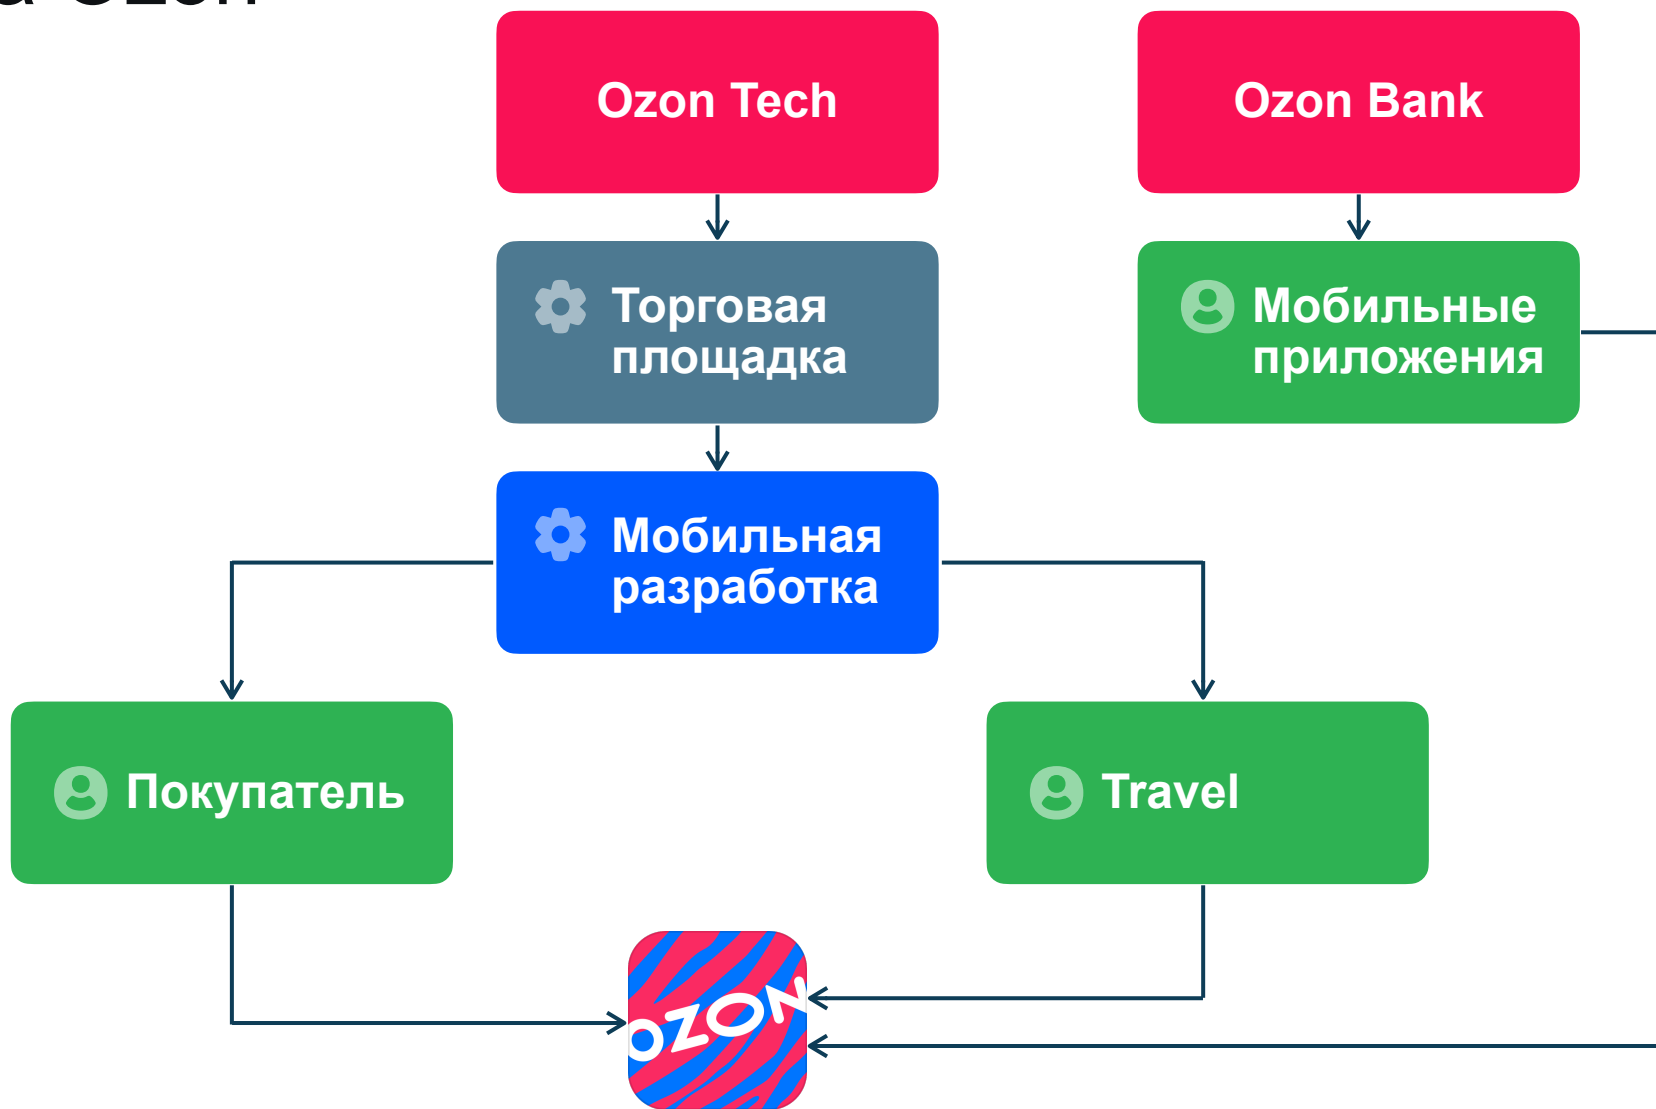 Ozon Tech
Ozon Bank
Торговая
площадка
Мобильные
приложения
Мобильная
разработка
Покупатель
Travel
OZON